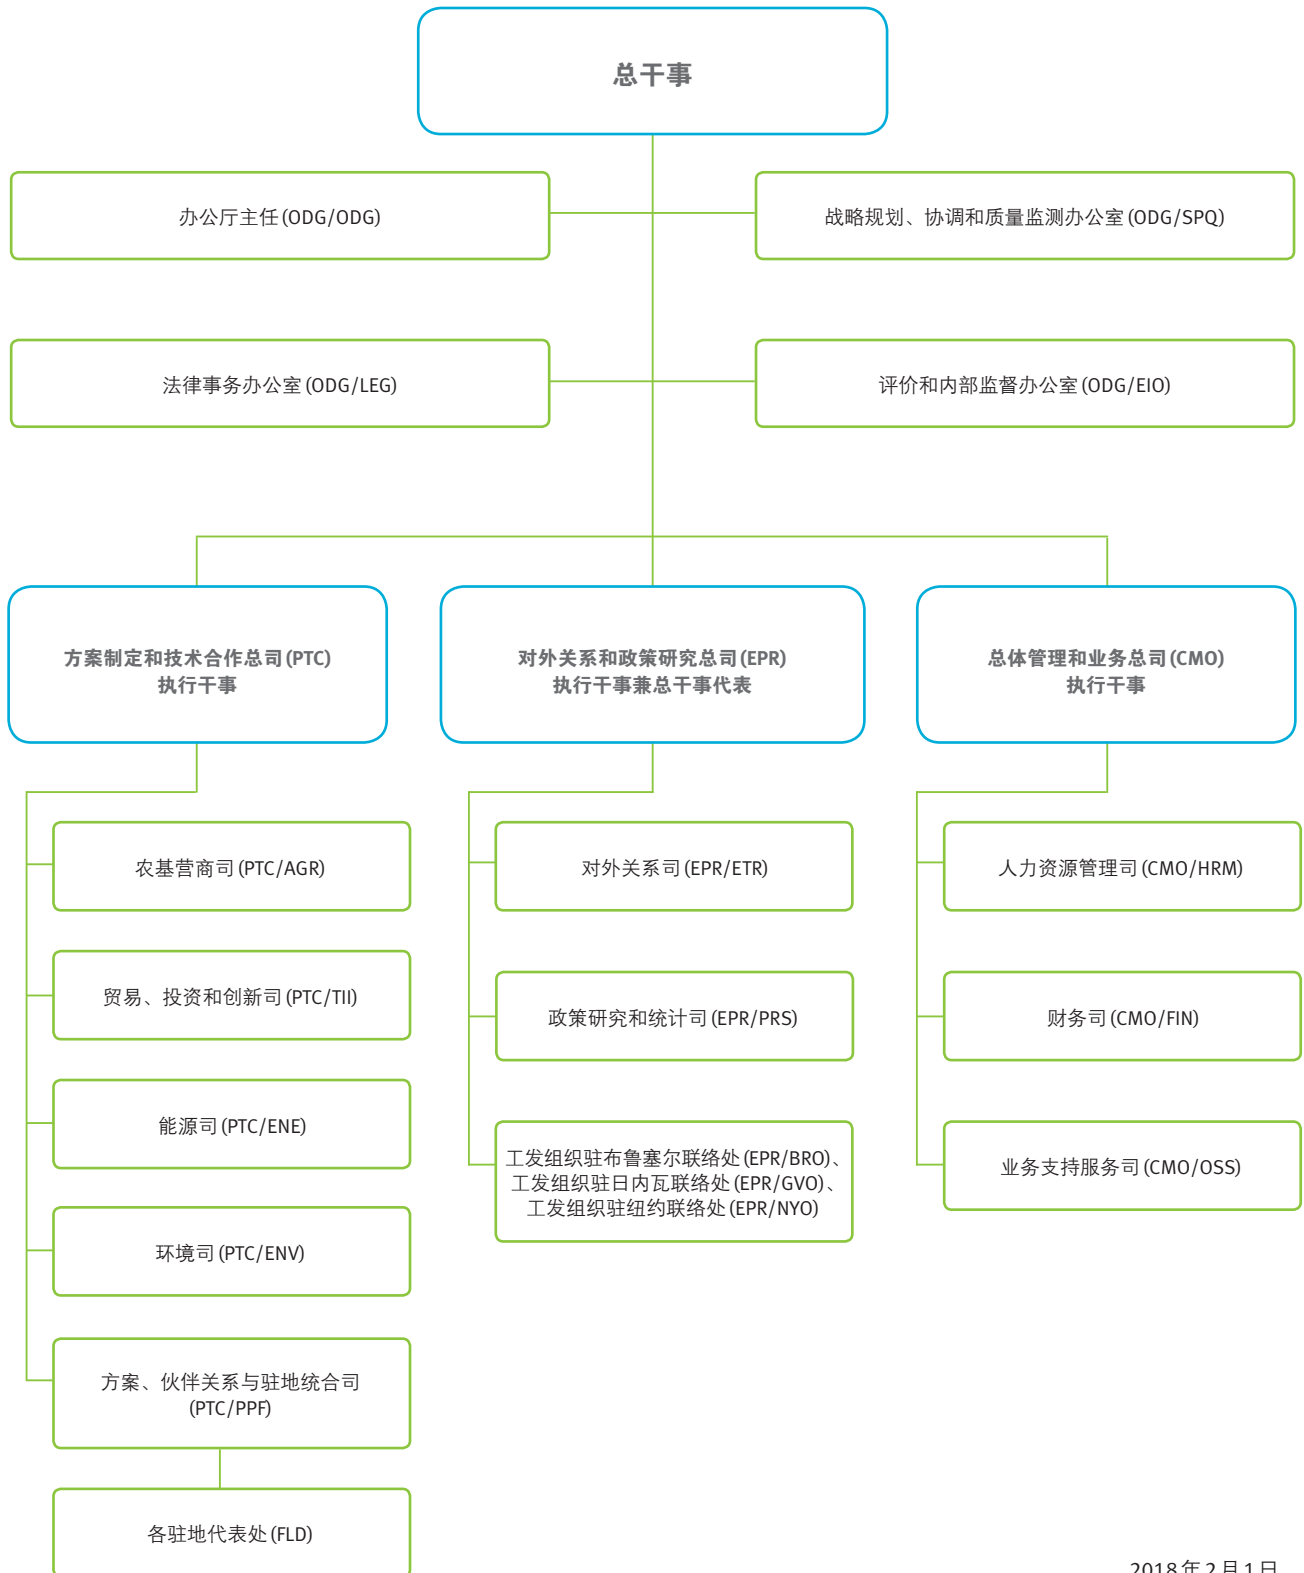 总干事
办公厅主任(ODG/ODG)
战略规划、协调和质量监测办公室(ODG/SPQ)
法律事务办公室(ODG/LEG)
评价和内部监督办公室(ODG/EIO)
方案制定和技术合作总司(PTC)
执行干事
对外关系和政策研究总司(EPR)
执行干事兼总干事代表
总体管理和业务总司(CMO)
执行干事
农基营商司(PTC/AGR)
贸易、投资和创新司(PTC/TII)
能源司(PTC/ENE)
环境司(PTC/ENV)
方案、伙伴关系与驻地统合司
(PTC/PPF)
各驻地代表处(FLD)
对外关系司(EPR/ETR)
政策研究和统计司(EPR/PRS)
工发组织驻布鲁塞尔联络处(EPR/BRO)、
工发组织驻日内瓦联络处(EPR/GVO)、
工发组织驻纽约联络处(EPR/NYO)
人力资源管理司(CMO/HRM)
财务司(CMO/FIN)
业务支持服务司(CMO/OSS)
2018年2月1日